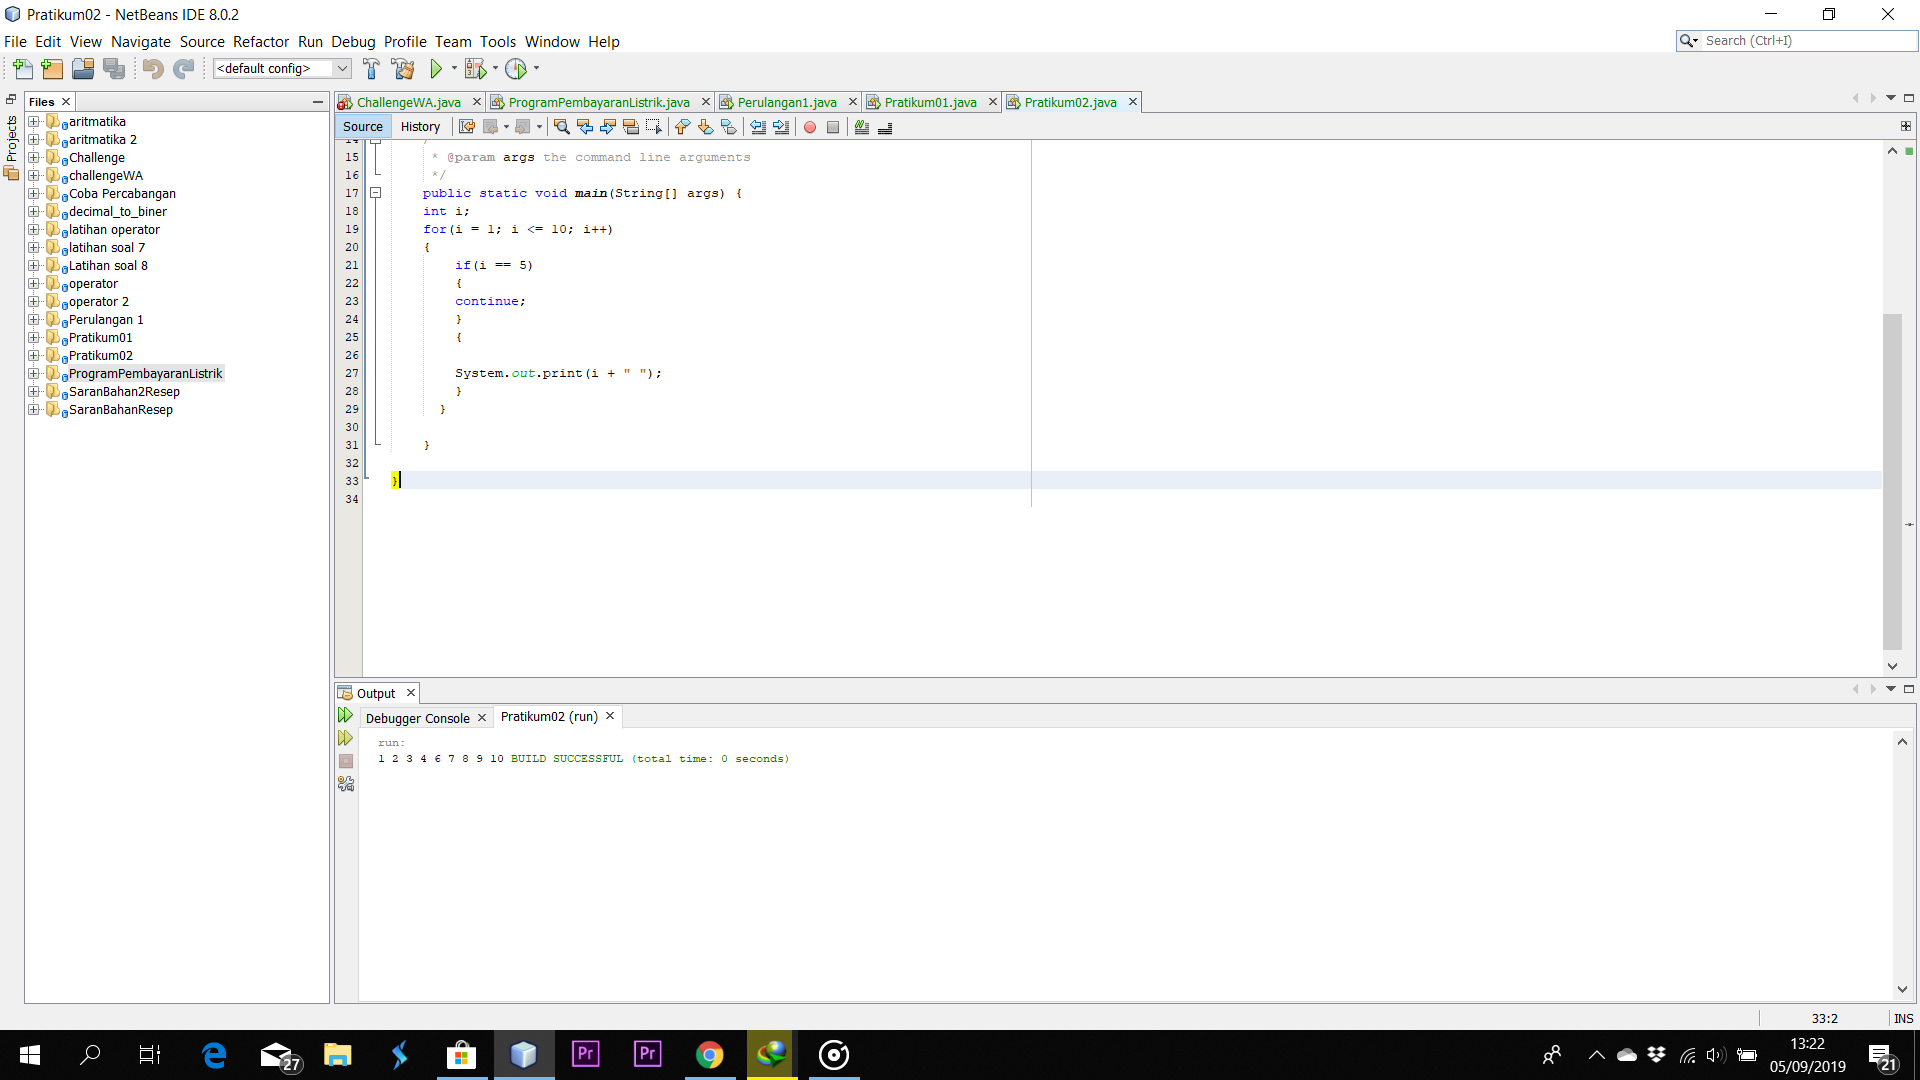 Pratikum02 - NetBeans IDE 8.0.2
File Edit View Navigate Source Refactor Run Debug Profile Team Tools Window Help
Search (Ctrl+I)
<default config>
Projects
Files
aritmatika
aritmatika 2
Challenge
challengeWA
Coba Percabangan
decimal_to_biner
latihan operator
latihan soal 7
Latihan soal 8
operator
operator 2
Perulangan 1
Pratikum01
Pratikum02
ProgramPembayaranListrik
SaranBahan2Resep
SaranBahanResep
ChallengeWA.java ProgramPembayaranListrik.java Perulangan1.java Pratikum01.java Pratikum02.java
Source History
14
15 * @param args the command line arguments
16 */
17 public static void main(String[] args) {
18 int i;
19 for(i = 1; i <= 10; i++)
20 {
21 if(i == 5)
22 {
23 continue;
24 }
25 {
26
27 System.out.print(i + " ");
28 }
29 }
30
31 }
32
33 }
34
Output
Debugger Console Pratikum02 (run)
run:
1 2 3 4 6 7 8 9 10 BUILD SUCCESSFUL (total time: 0 seconds)
33:2 INS
27
Pr
Pr
13:22
05/09/2019
21